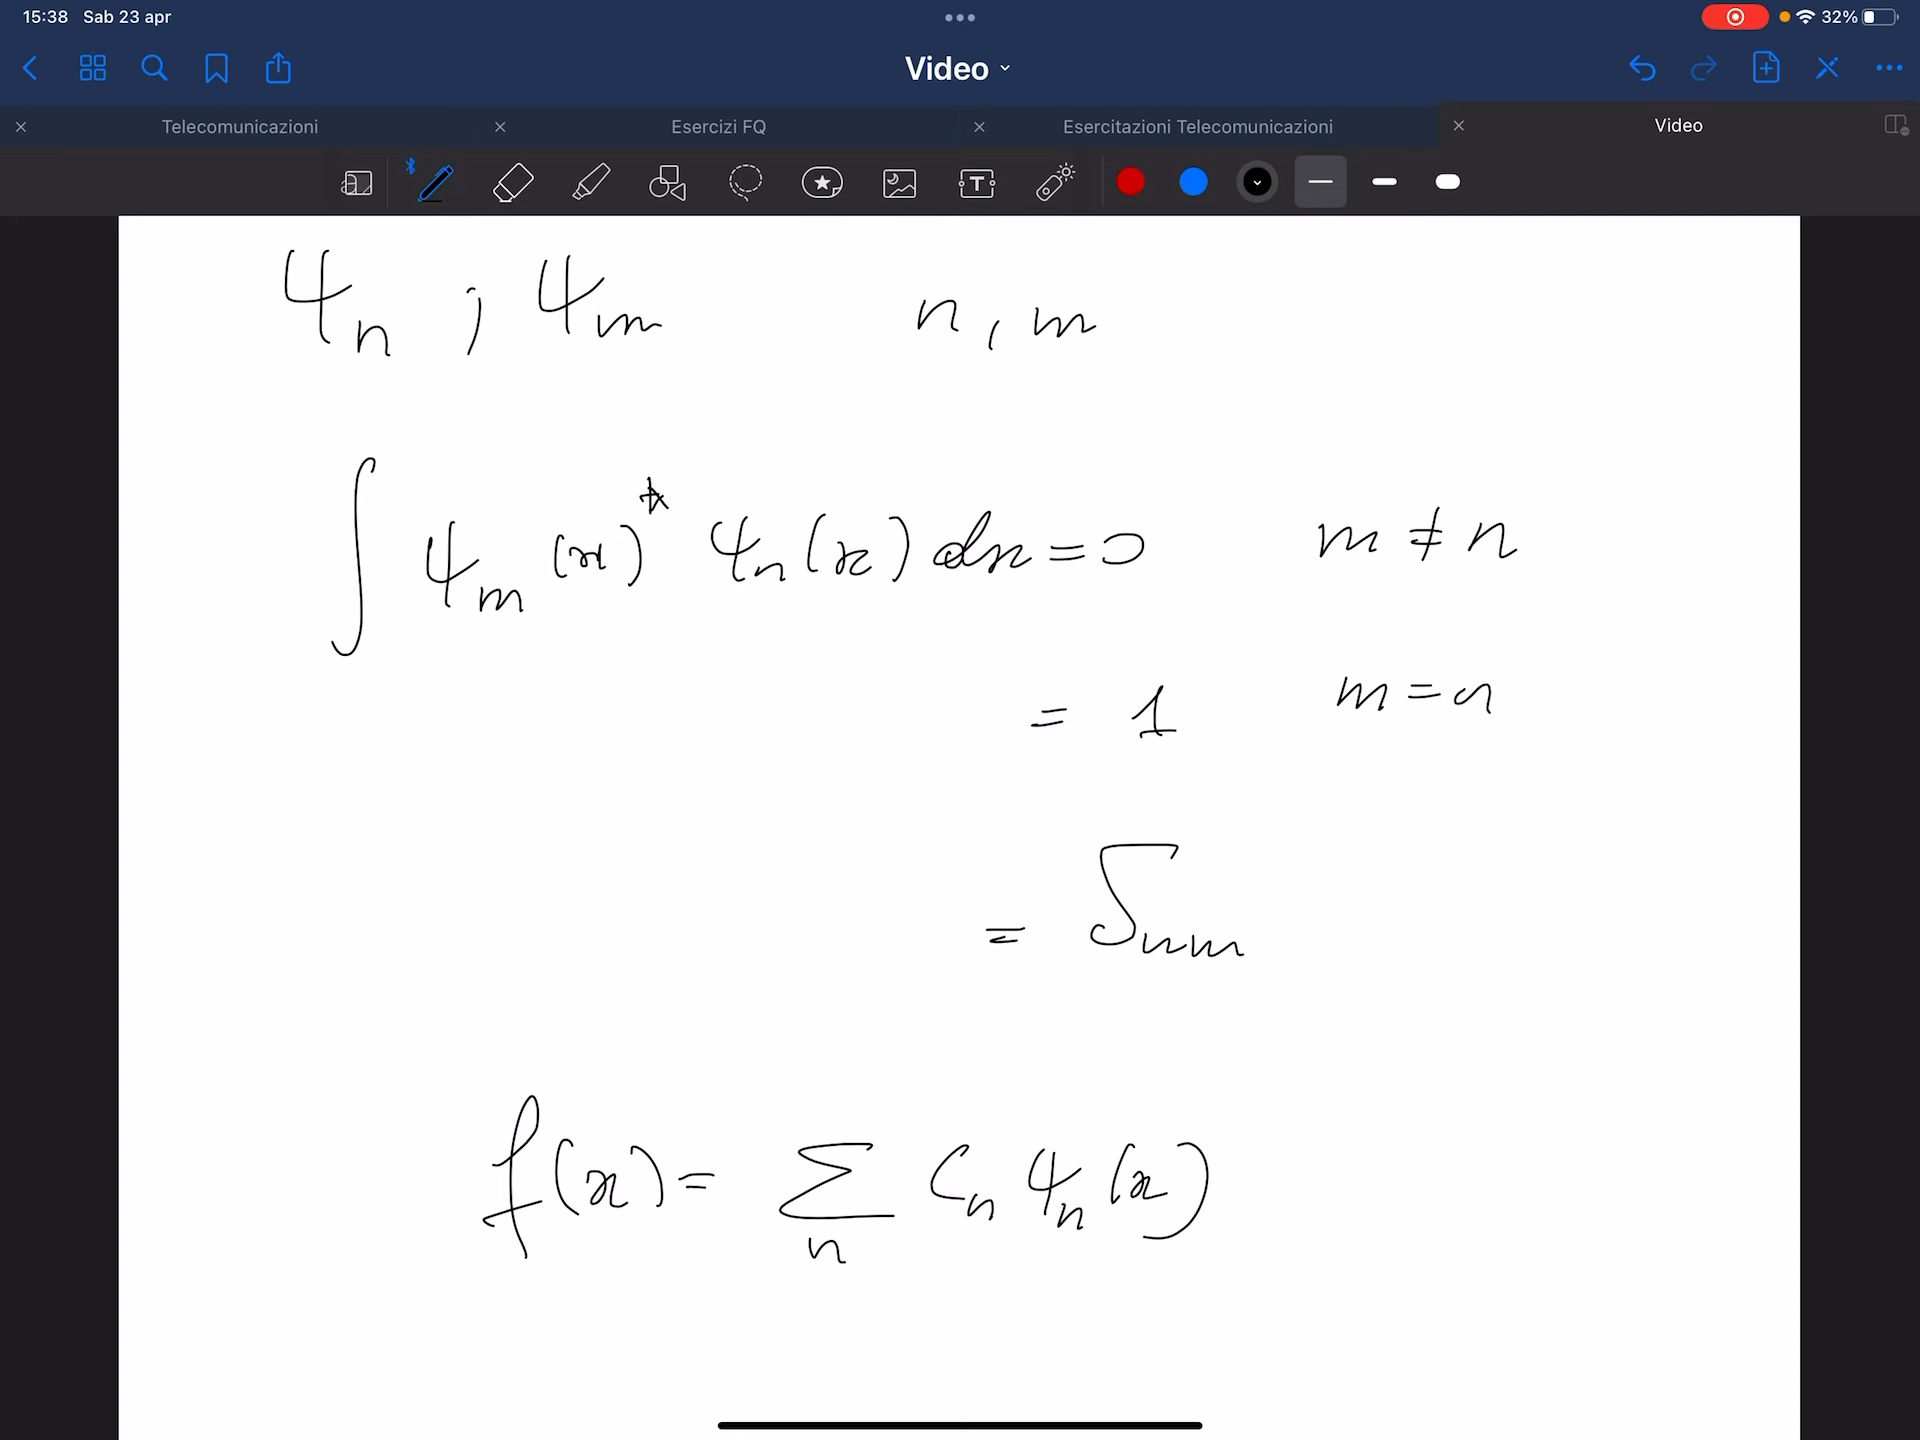 15:38 Sab 23 apr 32%
Video
Telecomunicazioni Esercizi FQ Esercitazioni Telecomunicazioni Video
ψn ; ψm n, m
∫ ψm(x)* ψn(x) dx = 0 m ≠ n
= 1 m = n
= δnm
f(x) = Σn Cn ψn(x)